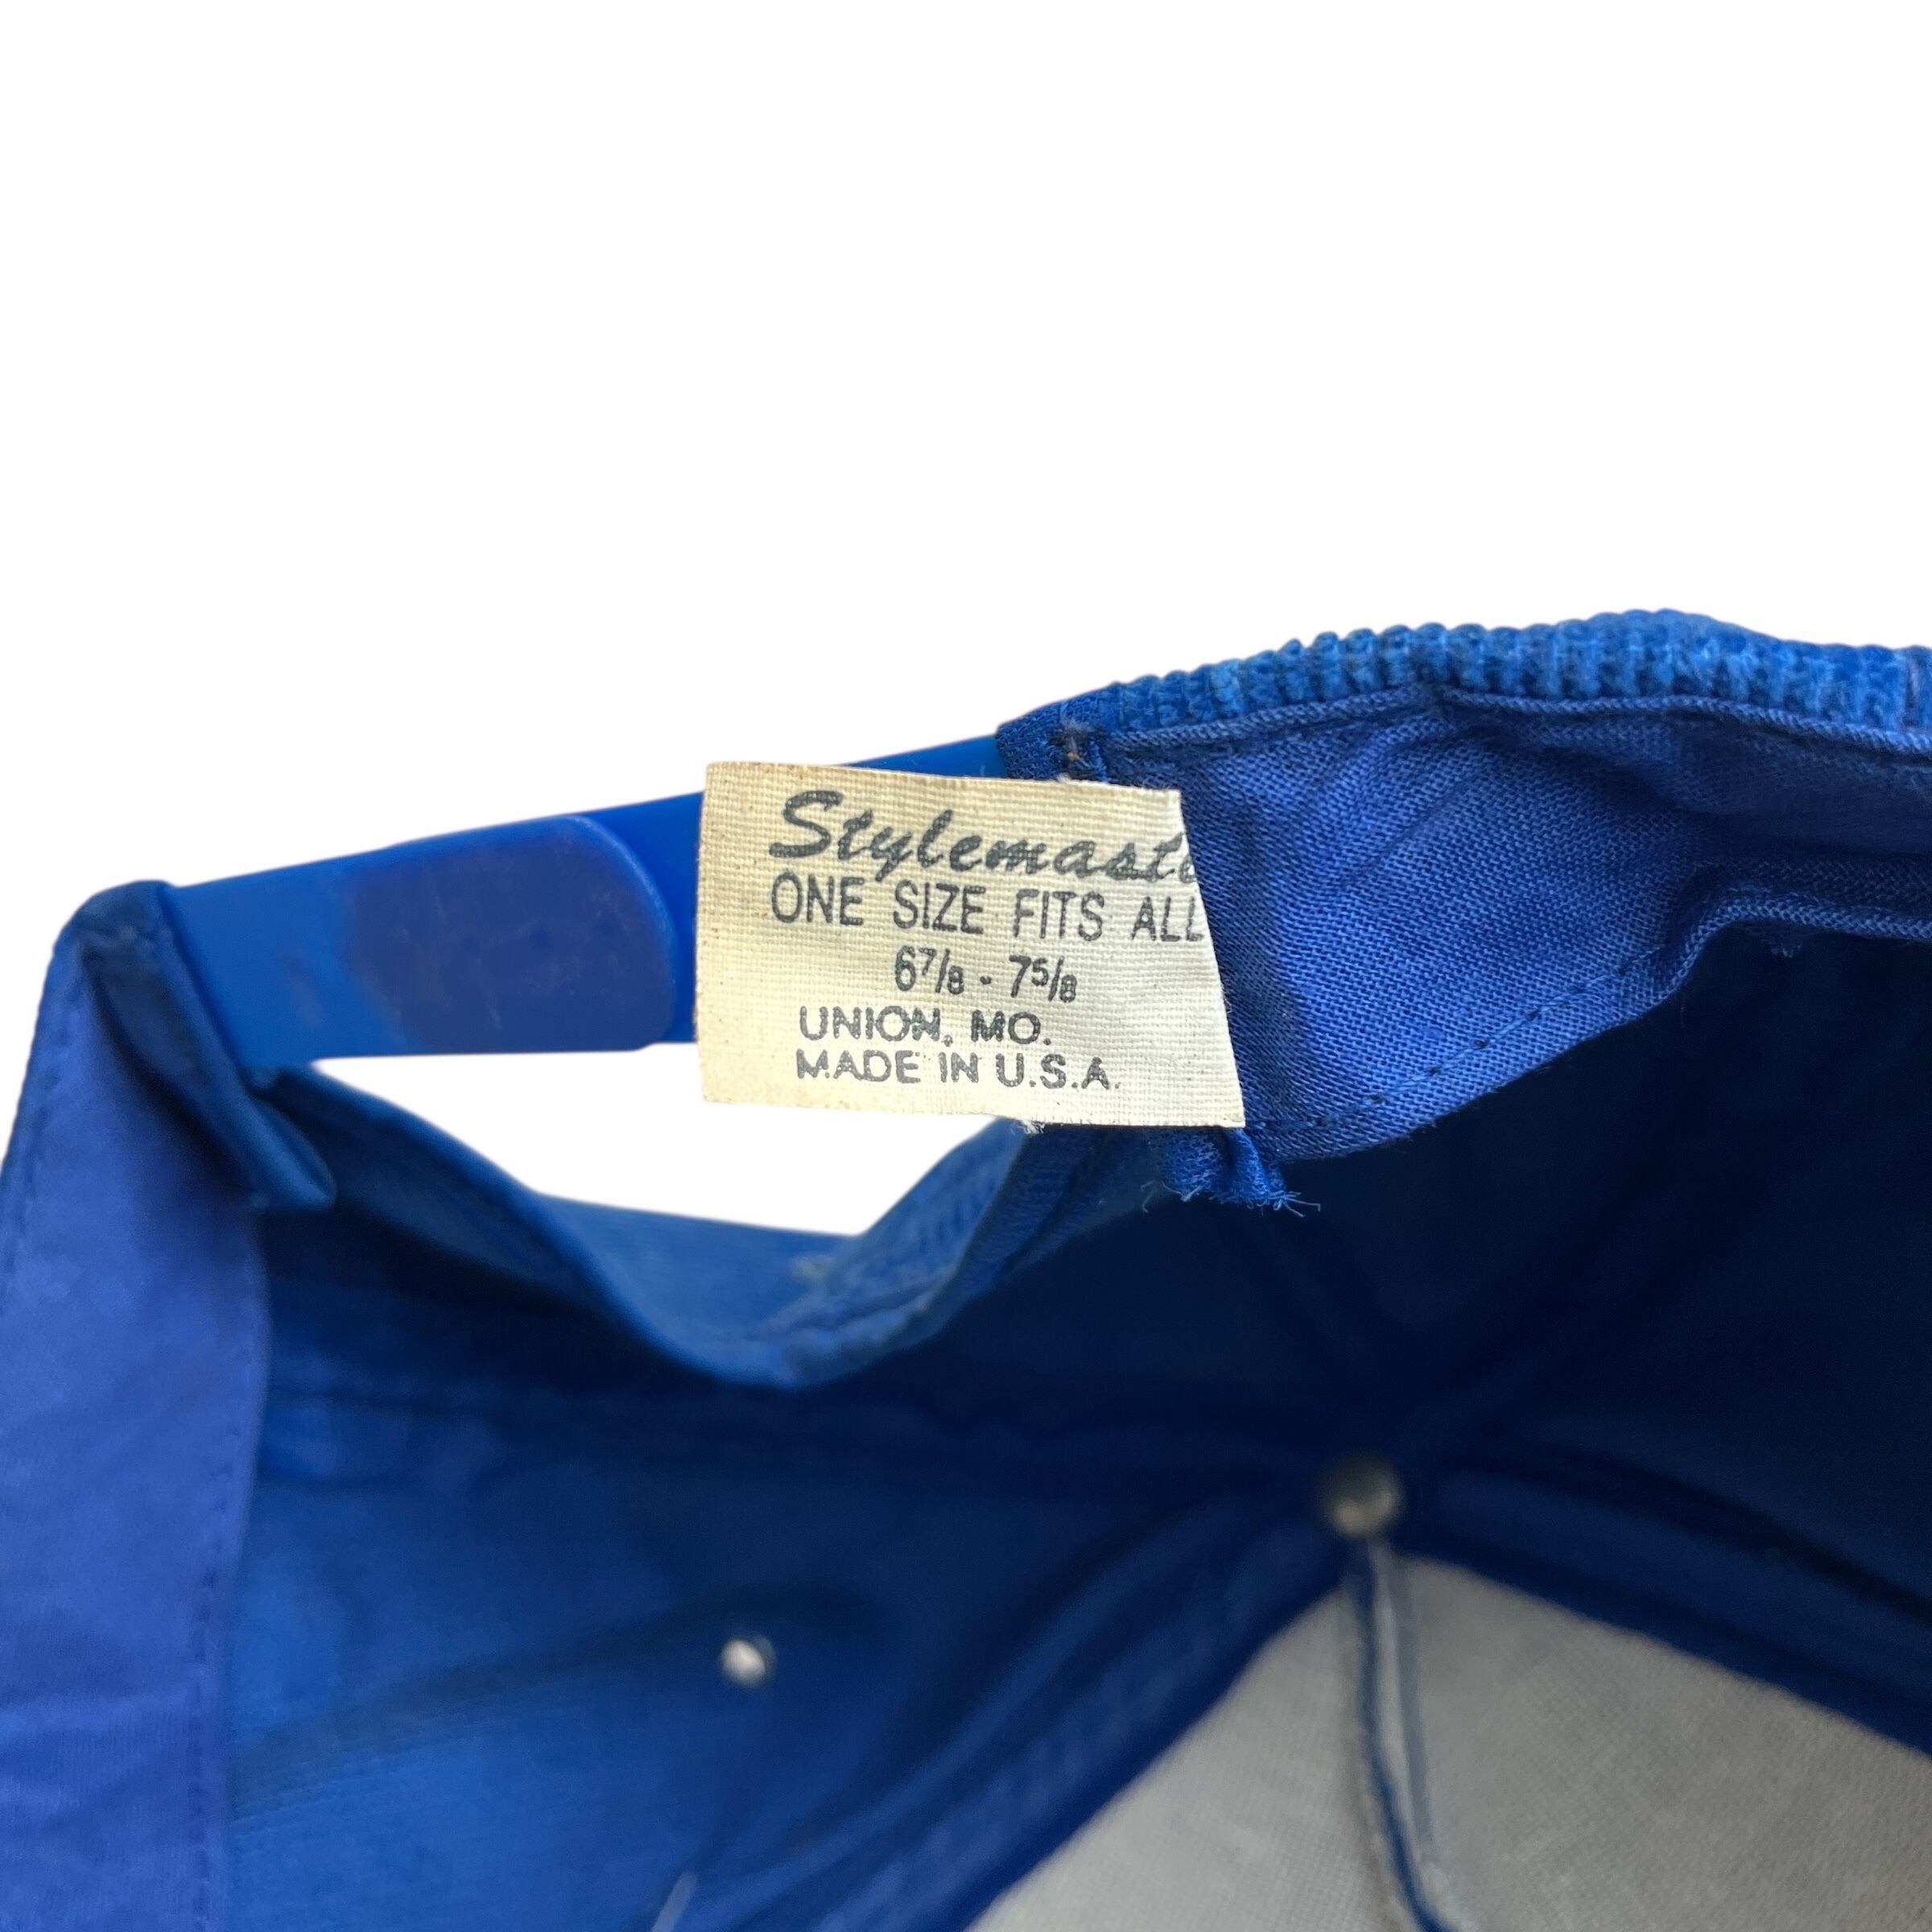 Stylemaste
ONE SIZE FITS ALL
6⅞ - 7⅝
UNION, MO.
MADE IN U.S.A.